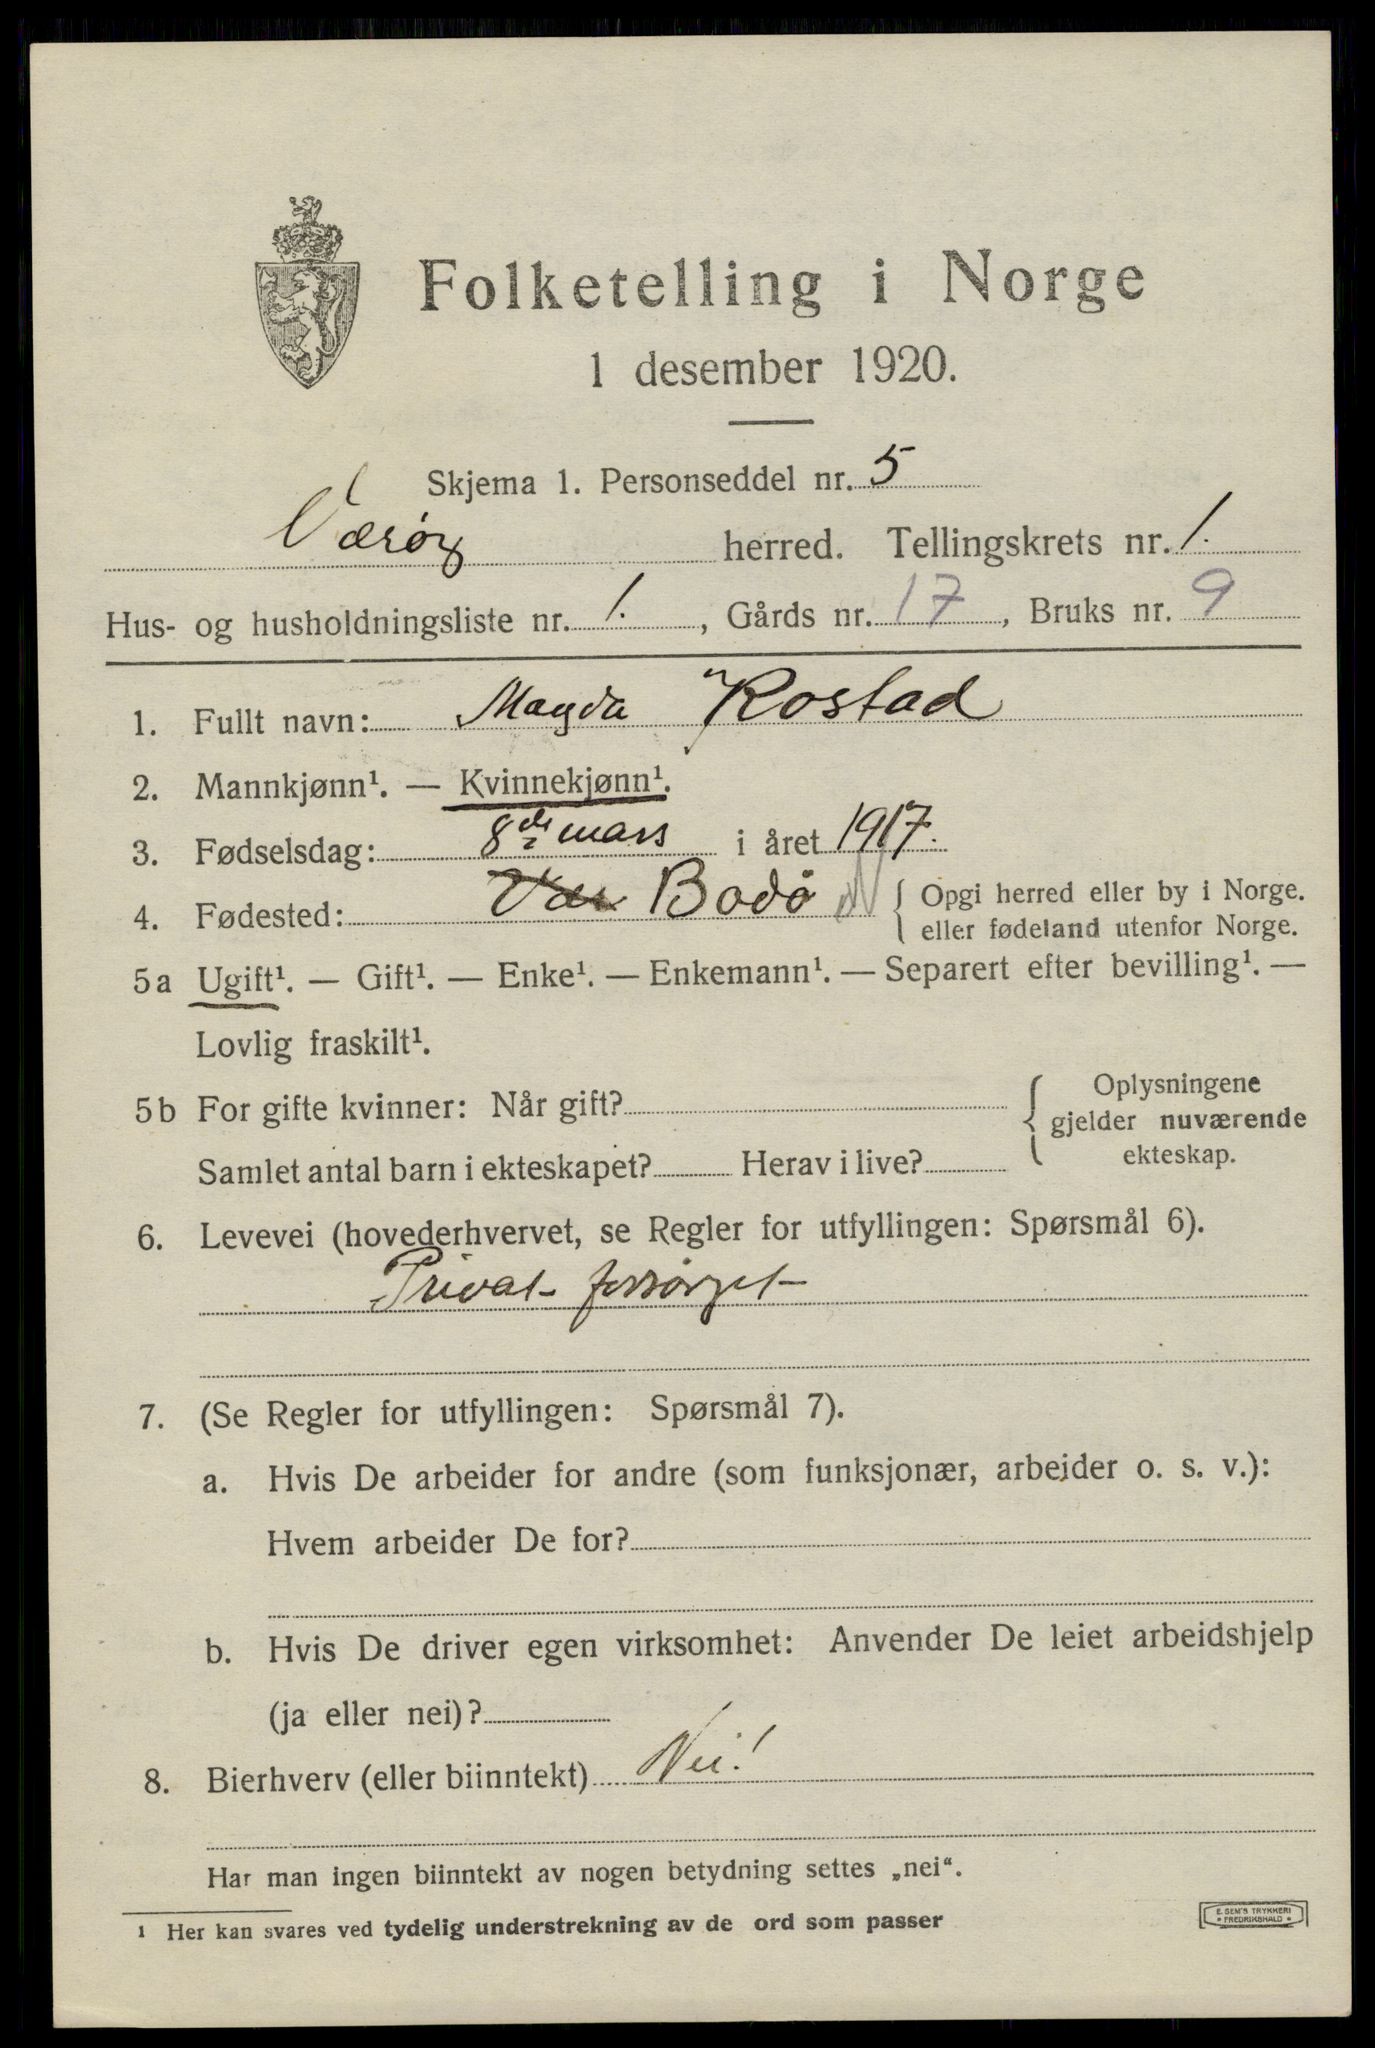 Folketelling i Norge
1 desember 1920.
Skjema 1. Personseddel nr. 5
Værøy herred. Tellingskrets nr. 1.
Hus- og husholdningsliste nr. 1. , Gårds nr. 17 , Bruks nr. 9
1. Fullt navn: Magda Rostad
2. Mannkjønn¹. — Kvinnekjønn¹.
3. Fødselsdag: 8de mars i året 1917.
4. Fødested: Vær Bodø N { Opgi herred eller by i Norge.
eller fødeland utenfor Norge.
5a Ugift¹. — Gift¹. — Enke¹. — Enkemann¹. — Separert efter bevilling¹. —
Lovlig fraskilt¹.
5b For gifte kvinner: Når gift? { Oplysningene
gjelder nuværende
ekteskap.
Samlet antal barn i ekteskapet? Herav i live?
6. Levevei (hovederhvervet, se Regler for utfyllingen: Spørsmål 6).
Privat forsørget
7. (Se Regler for utfyllingen: Spørsmål 7).
a. Hvis De arbeider for andre (som funksjonær, arbeider o. s. v.):
Hvem arbeider De for?
b. Hvis De driver egen virksomhet: Anvender De leiet arbeidshjelp
(ja eller nei)?
8. Bierhverv (eller biinntekt) Nei!
Har man ingen biinntekt av nogen betydning settes „nei“.
1 Her kan svares ved tydelig understrekning av de ord som passer
E. SEM'S TRYKKERI
* FREDRIKSHALD *